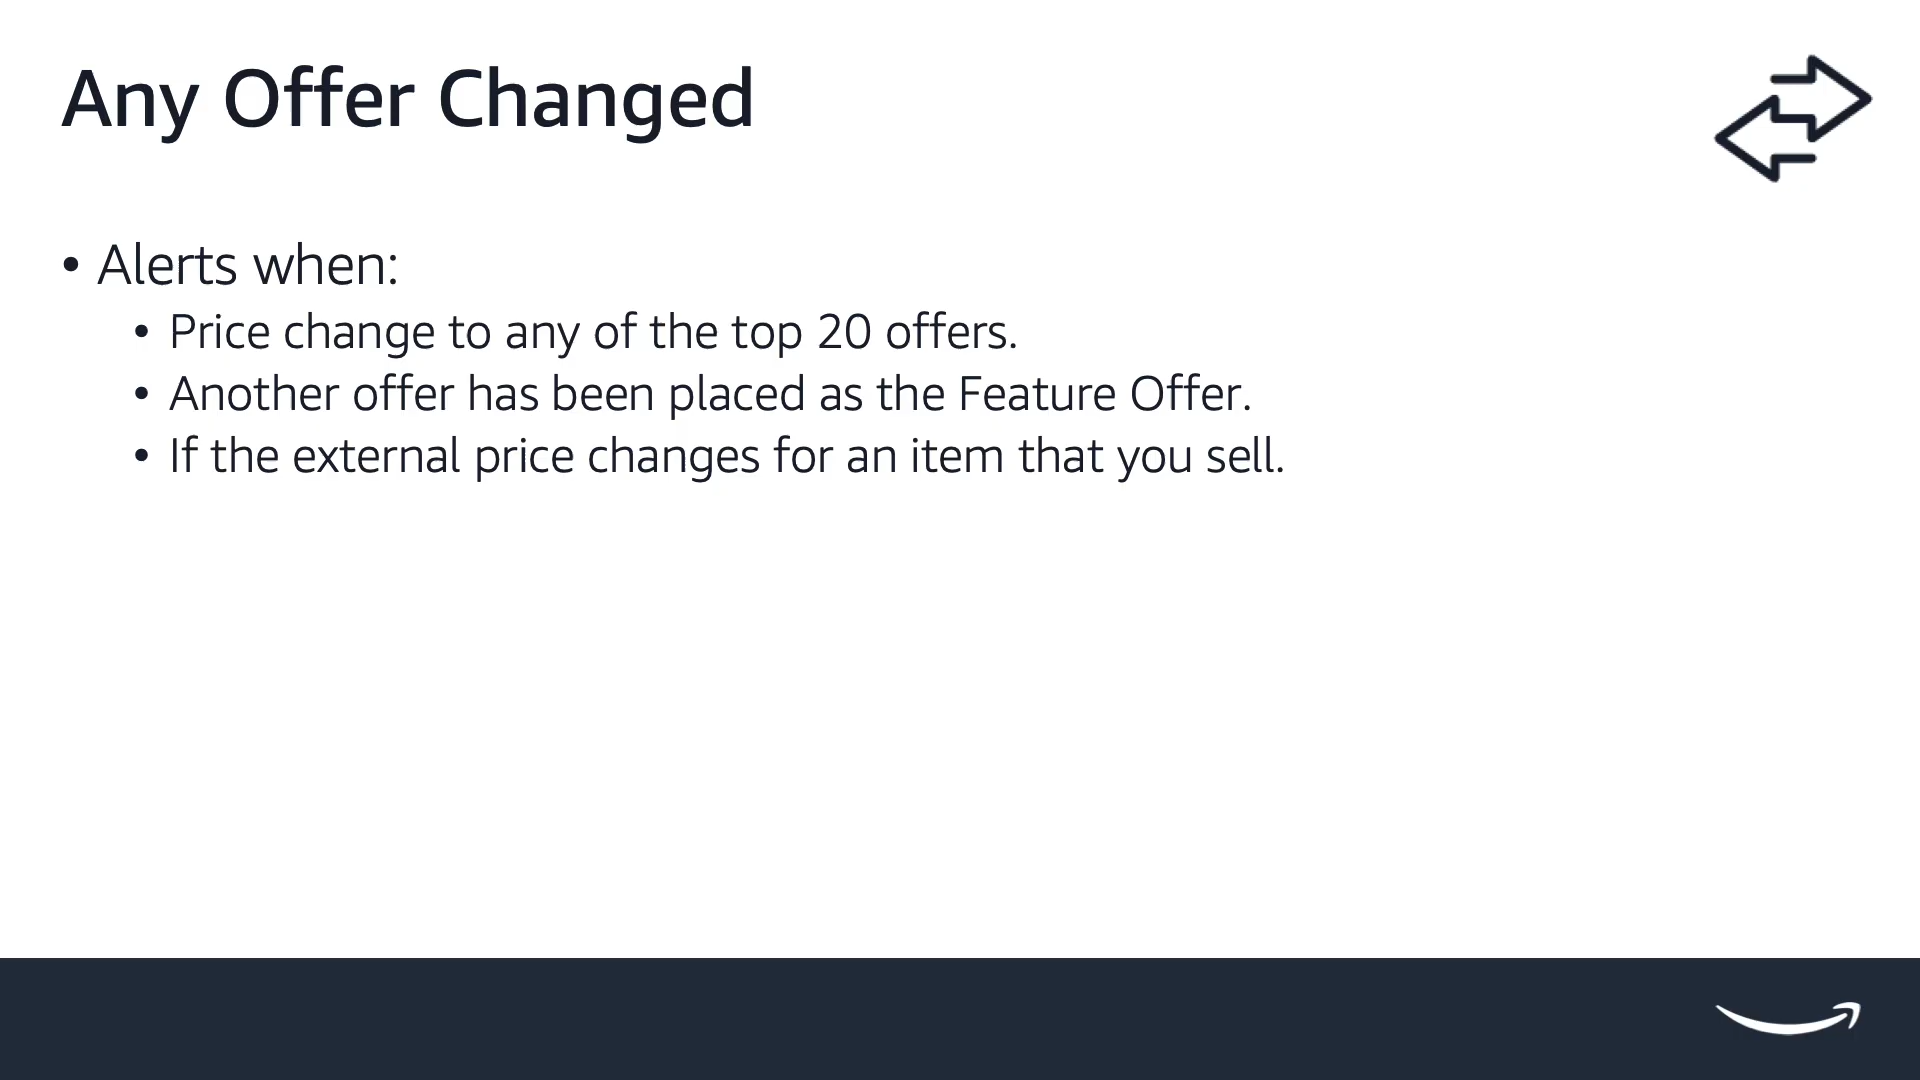 Any Offer Changed
• Alerts when:
• Price change to any of the top 20 offers.
• Another offer has been placed as the Feature Offer.
• If the external price changes for an item that you sell.